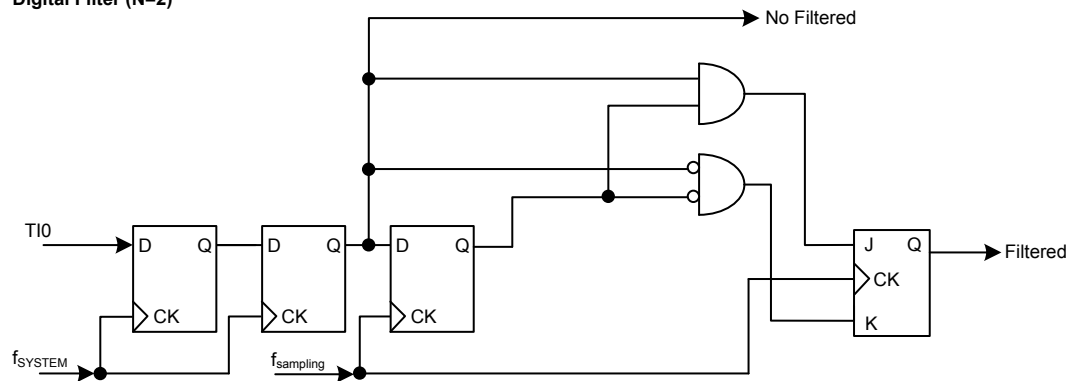 Digital Filter (N=2)
No Filtered
TI0
D Q
D Q
D Q
J Q
Filtered
CK
CK
CK
CK
K
fSYSTEM
fsampling